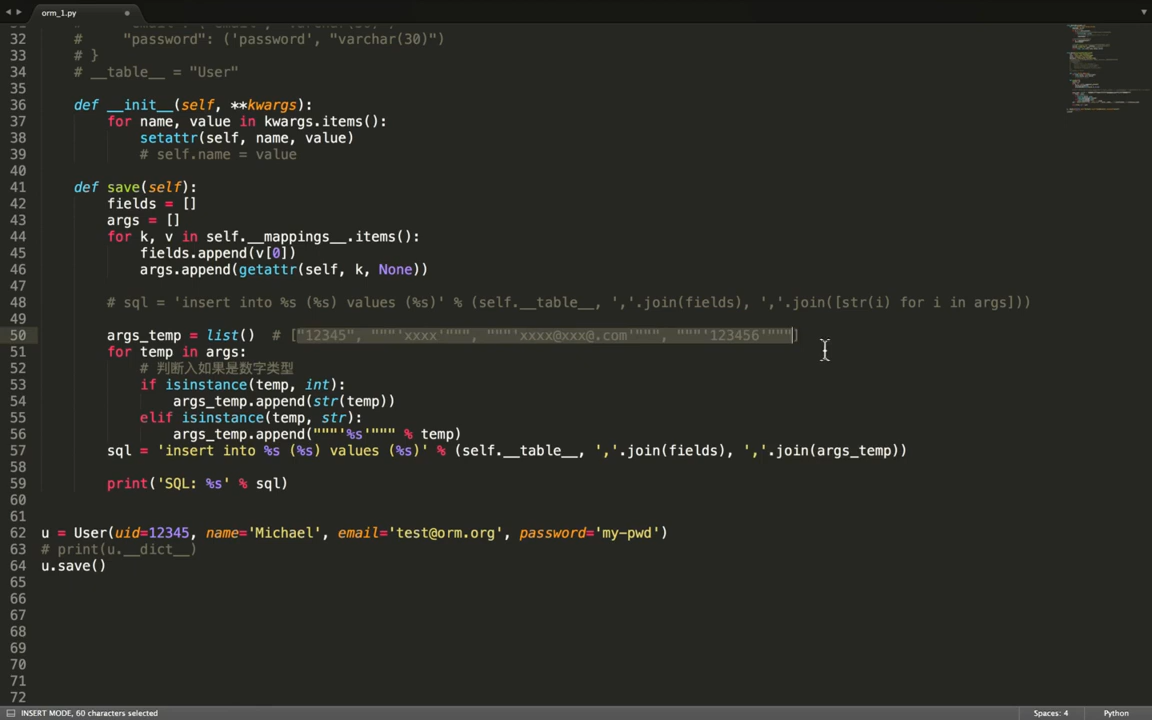 orm_1.py
32 # "password": ('password', "varchar(30)")
33 # }
34 # __table__ = "User"
35
36 def __init__(self, **kwargs):
37 for name, value in kwargs.items():
38 setattr(self, name, value)
39 # self.name = value
40
41 def save(self):
42 fields = []
43 args = []
44 for k, v in self.__mappings__.items():
45 fields.append(v[0])
46 args.append(getattr(self, k, None))
47
48 # sql = 'insert into %s (%s) values (%s)' % (self.__table__, ','.join(fields), ','.join([str(i) for i in args]))
49
50 args_temp = list() # ["12345", """'xxxx'""", """'xxxx@xxx@.com'""", """'123456'"""]
51 for temp in args:
52 # 判断入如果是数字类型
53 if isinstance(temp, int):
54 args_temp.append(str(temp))
55 elif isinstance(temp, str):
56 args_temp.append("""'%s'""" % temp)
57 sql = 'insert into %s (%s) values (%s)' % (self.__table__, ','.join(fields), ','.join(args_temp))
58
59 print('SQL: %s' % sql)
60
61
62 u = User(uid=12345, name='Michael', email='test@orm.org', password='my-pwd')
63 # print(u.__dict__)
64 u.save()
65
66
67
68
69
70
71
72
INSERT MODE, 60 characters selected
Spaces: 4
Python